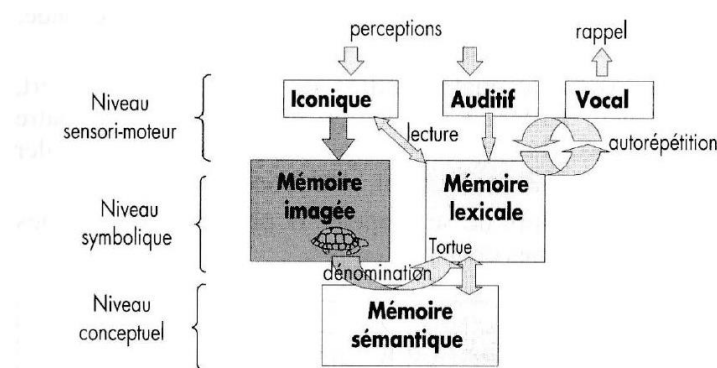 perceptions
rappel
Niveau
sensori-moteur
Iconique
Auditif
Vocal
lecture
autorépétition
Niveau
symbolique
Mémoire
imagée
Mémoire
lexicale
Tortue
dénomination
Niveau
conceptuel
Mémoire
sémantique